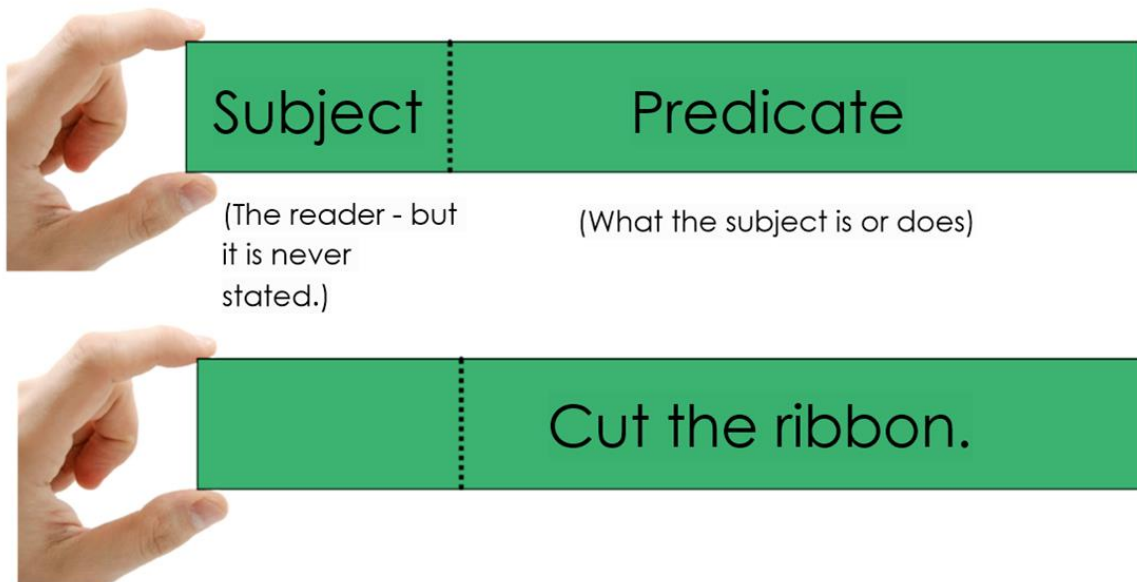 Subject Predicate
(The reader - but
it is never
stated.)
(What the subject is or does)
Cut the ribbon.